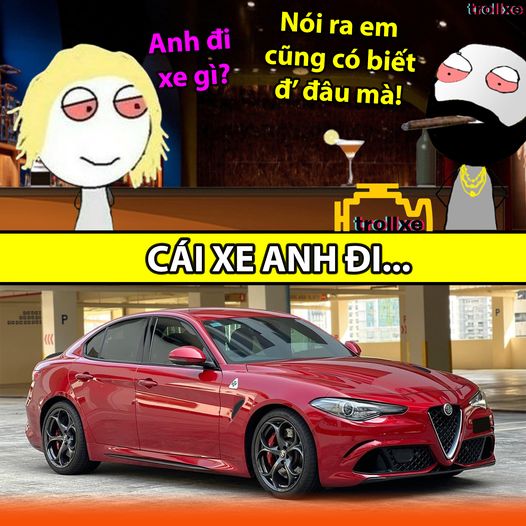 trollxe
Anh đi
xe gì?
Nói ra em
cũng có biết
đ' đâu mà!
trollxe
CÁI XE ANH ĐI...
P